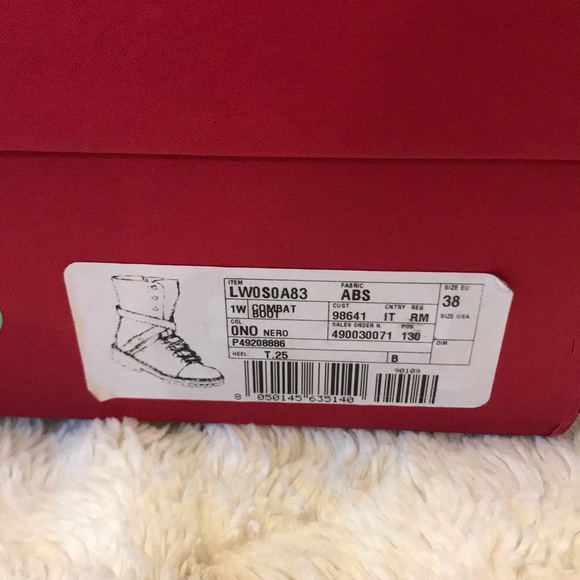 ITEM FABRIC SIZE EU:
LW0S0A83 ABS 38
1W COMBAT BOOT CUST. CNTRY REG.
98641 IT RM SIZE USA:
COL. SALES ORDER N. POS.
0NO NERO 490030071 130 DIM.
P49208886
HEEL: T.25 B
90109
8 050145 635140